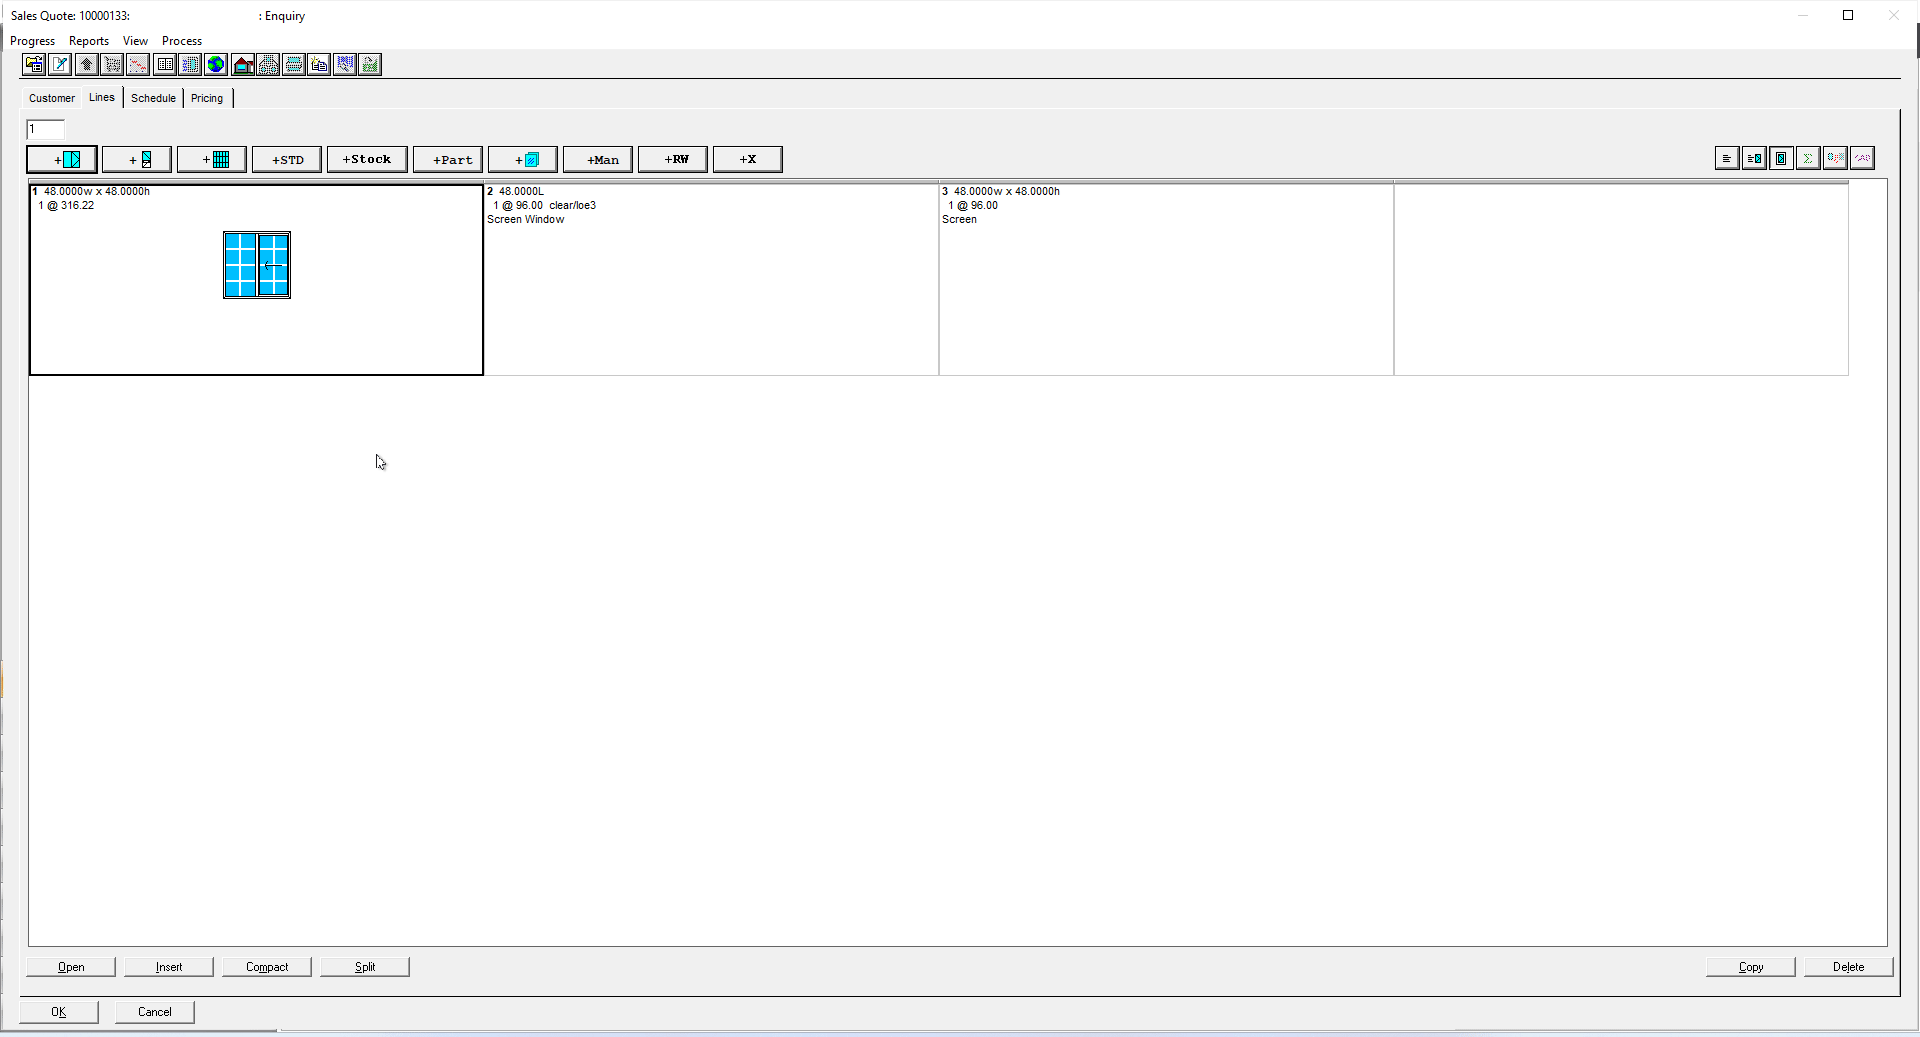 Sales Quote: 10000133: : Enquiry
Progress Reports View Process
Customer Lines Schedule Pricing
1
+ + + +STD +Stock +Part + +Man +RW +X
1 48.0000w x 48.0000h
1 @ 316.22
2 48.0000L
1 @ 96.00 clear/loe3
Screen Window
3 48.0000w x 48.0000h
1 @ 96.00
Screen
Open Insert Compact Split Copy Delete
OK Cancel